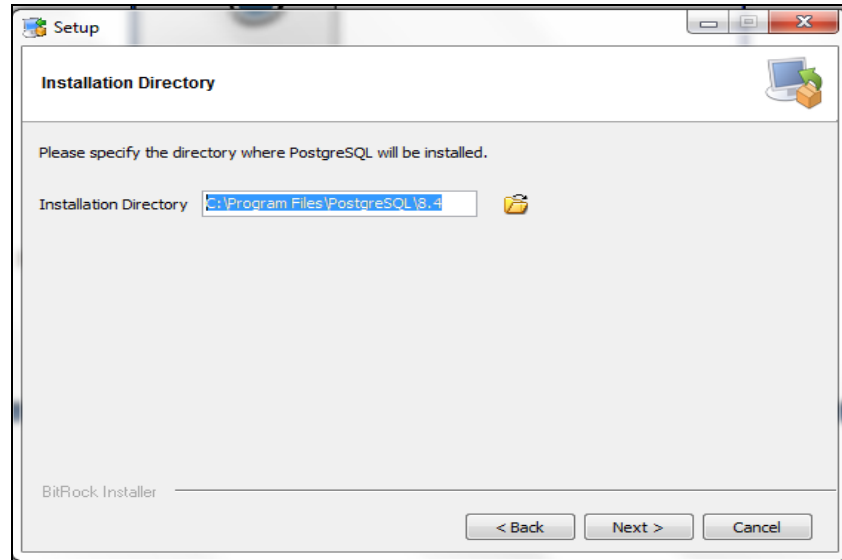 Setup
Installation Directory
Please specify the directory where PostgreSQL will be installed.
Installation Directory C:\Program Files\PostgreSQL\8.4
BitRock Installer
< Back Next > Cancel